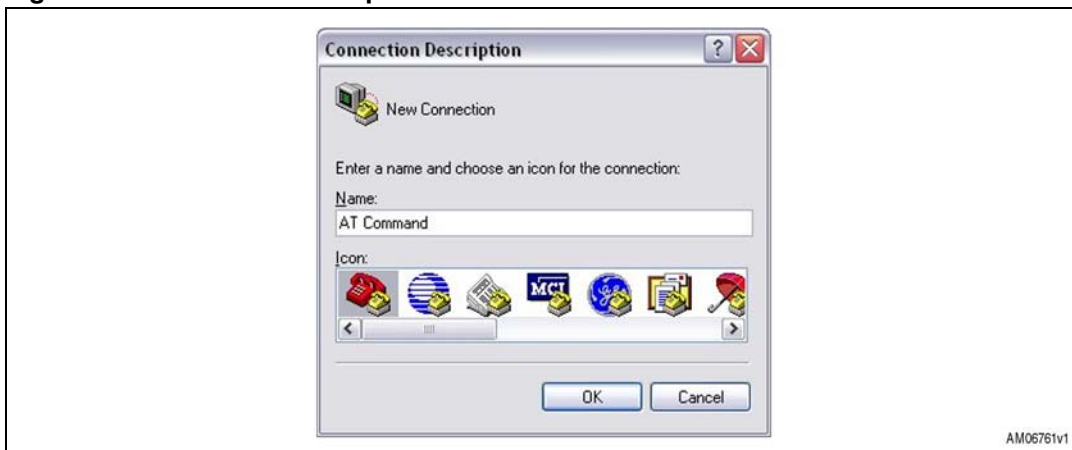 Connection Description
New Connection
Enter a name and choose an icon for the connection:
Name:
AT Command
Icon:
MCI
OK Cancel
AM06761v1